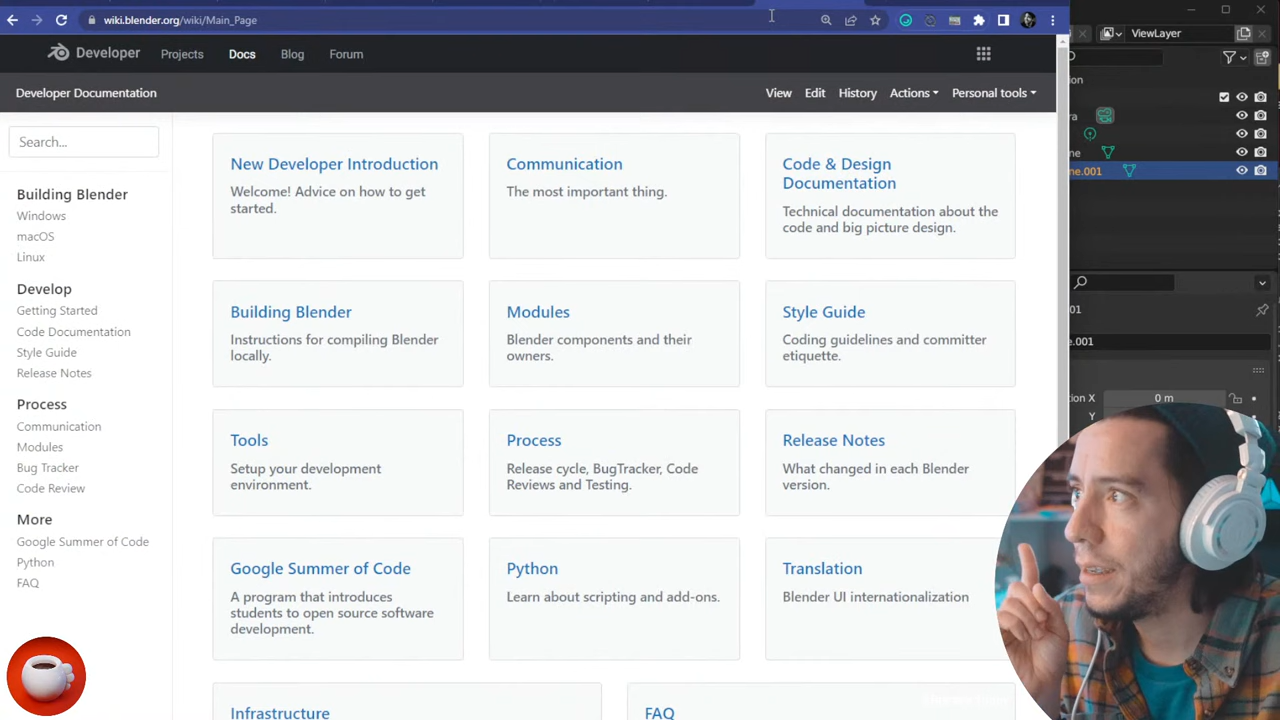 wiki.blender.org/wiki/Main_Page
ViewLayer
Developer
Projects
Docs
Blog
Forum
Developer Documentation
View
Edit
History
Actions
Personal tools
Search...
Building Blender
Windows
macOS
Linux
Develop
Getting Started
Code Documentation
Style Guide
Release Notes
Process
Communication
Modules
Bug Tracker
Code Review
More
Google Summer of Code
Python
FAQ
New Developer Introduction
Welcome! Advice on how to get
started.
Communication
The most important thing.
Code & Design
Documentation
Technical documentation about the
code and big picture design.
Building Blender
Instructions for compiling Blender
locally.
Modules
Blender components and their
owners.
Style Guide
Coding guidelines and committer
etiquette.
Tools
Setup your development
environment.
Process
Release cycle, BugTracker, Code
Reviews and Testing.
Release Notes
What changed in each Blender
version.
Google Summer of Code
A program that introduces
students to open source software
development.
Python
Learn about scripting and add-ons.
Translation
Blender UI internationalization
Infrastructure
FAQ
ne.001
01
e.001
X
0 m
Y